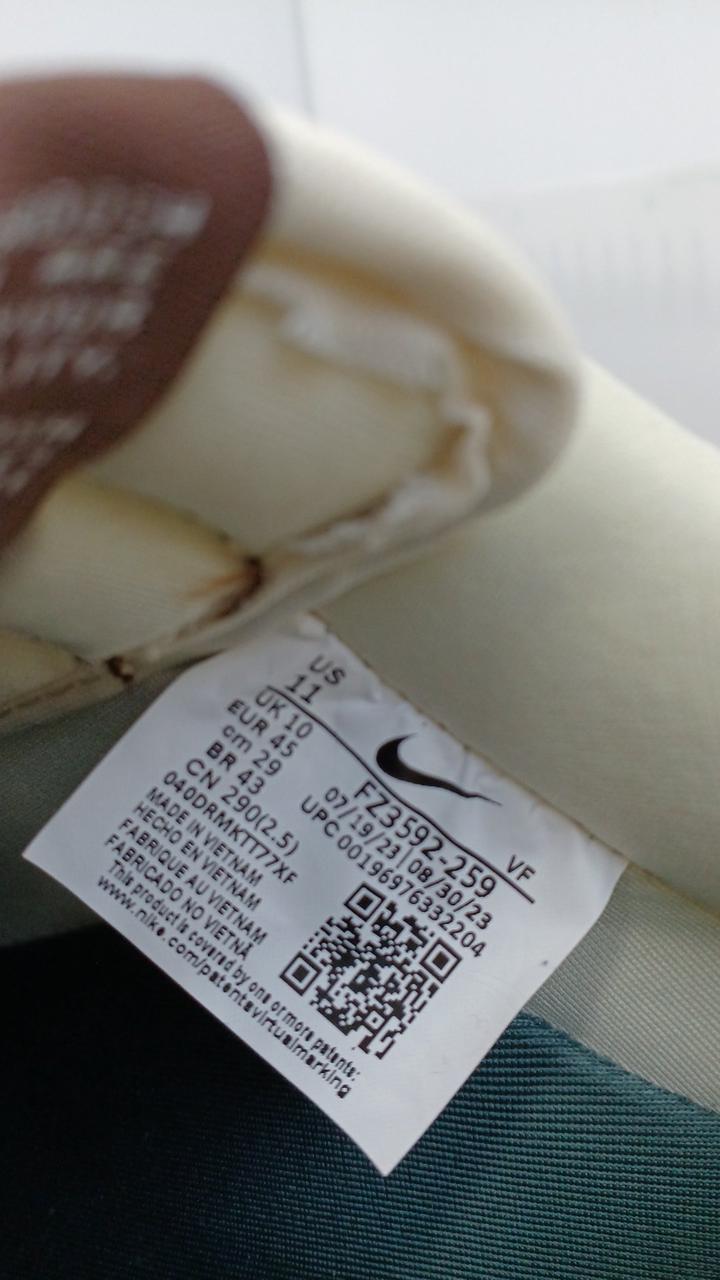 US
11
UK 10
EUR 45
cm 29
BR 43
CN 290(2.5)
040DRMKTT77XF
MADE IN VIETNAM
HECHO EN VIETNAM
FABRIQUE AU VIETNAM
FABRICADO NO VIETNÃ
This product is covered by one or more patents:
www.nike.com/patentavirtualmarking
VF
FZ3592-259
07/19/23|08/30/23
UPC 00196976332204